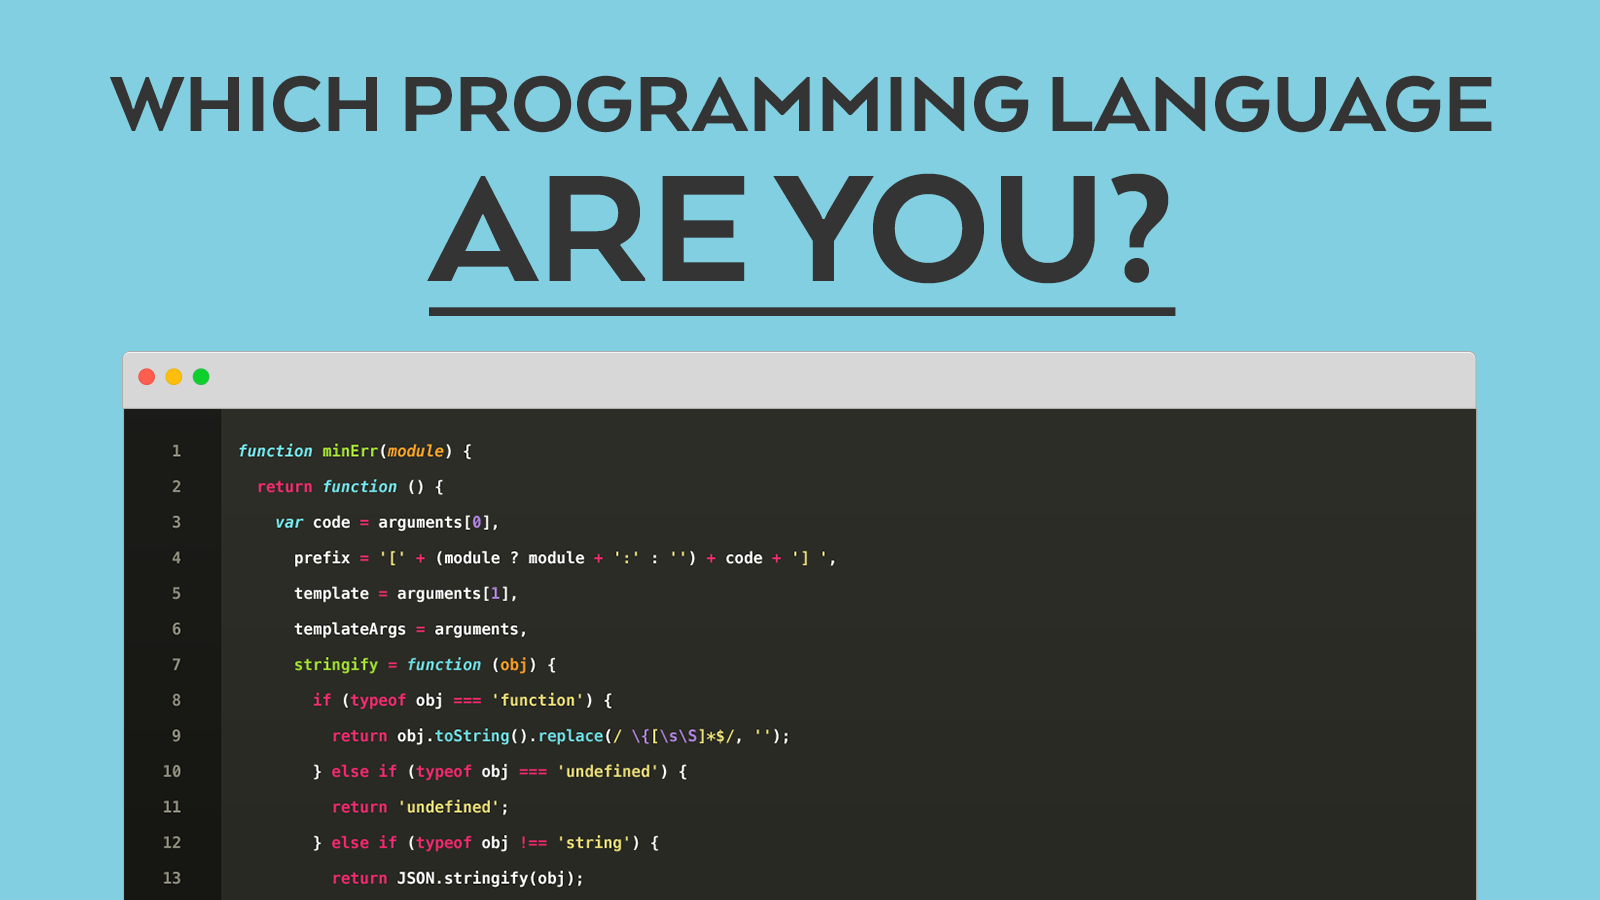 WHICH PROGRAMMING LANGUAGE
ARE YOU?
1 function minErr(module) {
2 return function () {
3 var code = arguments[0],
4 prefix = '[' + (module ? module + ':' : '') + code + '] ',
5 template = arguments[1],
6 templateArgs = arguments,
7 stringify = function (obj) {
8 if (typeof obj === 'function') {
9 return obj.toString().replace(/ \{[\s\S]*$/, '');
10 } else if (typeof obj === 'undefined') {
11 return 'undefined';
12 } else if (typeof obj !== 'string') {
13 return JSON.stringify(obj);